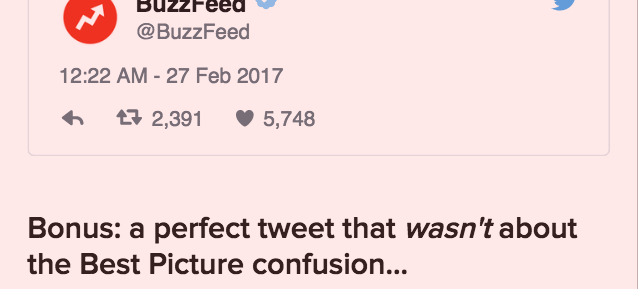 BuzzFeed
@BuzzFeed
12:22 AM - 27 Feb 2017
2,391 5,748
Bonus: a perfect tweet that wasn't about
the Best Picture confusion...